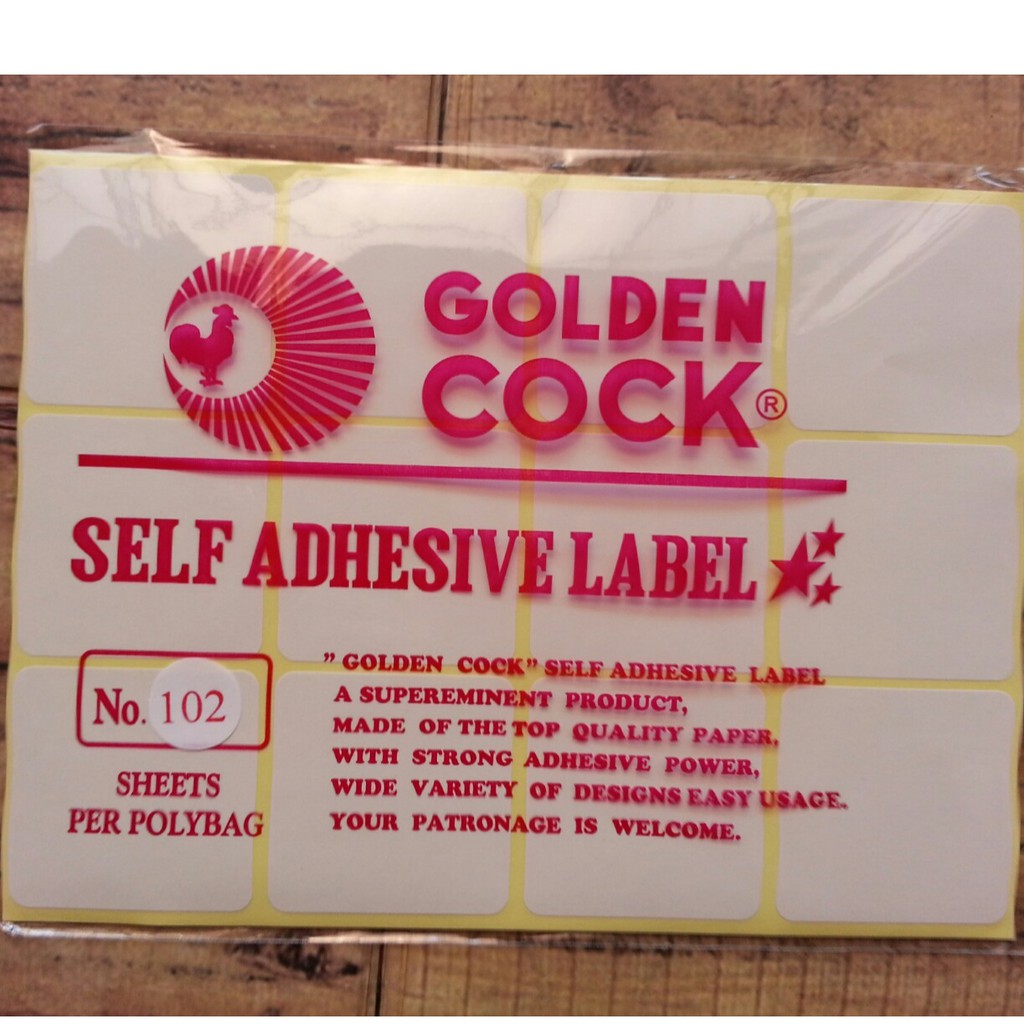 GOLDEN
COCK®
SELF ADHESIVE LABEL
No. 102
SHEETS
PER POLYBAG
” GOLDEN COCK” SELF ADHESIVE LABEL
A SUPEREMINENT PRODUCT,
MADE OF THE TOP QUALITY PAPER,
WITH STRONG ADHESIVE POWER,
WIDE VARIETY OF DESIGNS EASY USAGE.
YOUR PATRONAGE IS WELCOME.